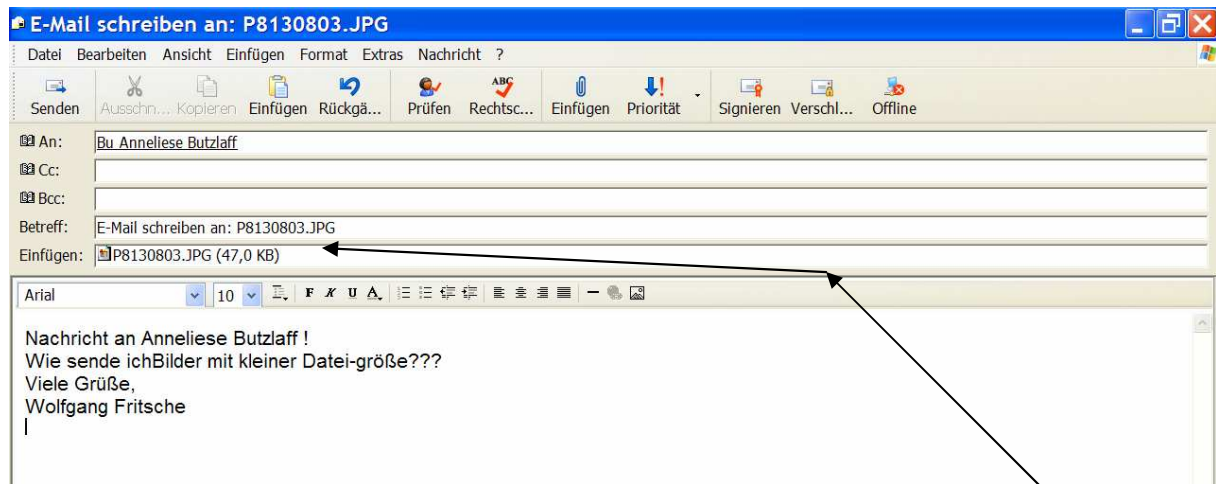 E-Mail schreiben an: P8130803.JPG
Datei Bearbeiten Ansicht Einfügen Format Extras Nachricht ?
Senden Ausschn... Kopieren Einfügen Rückgä... Prüfen Rechtsc... Einfügen Priorität Signieren Verschl... Offline
An: Bu Anneliese Butzlaff
Cc:
Bcc:
Betreff: E-Mail schreiben an: P8130803.JPG
Einfügen: P8130803.JPG (47,0 KB)
Arial 10 F K U A
Nachricht an Anneliese Butzlaff !
Wie sende ichBilder mit kleiner Datei-größe???
Viele Grüße,
Wolfgang Fritsche